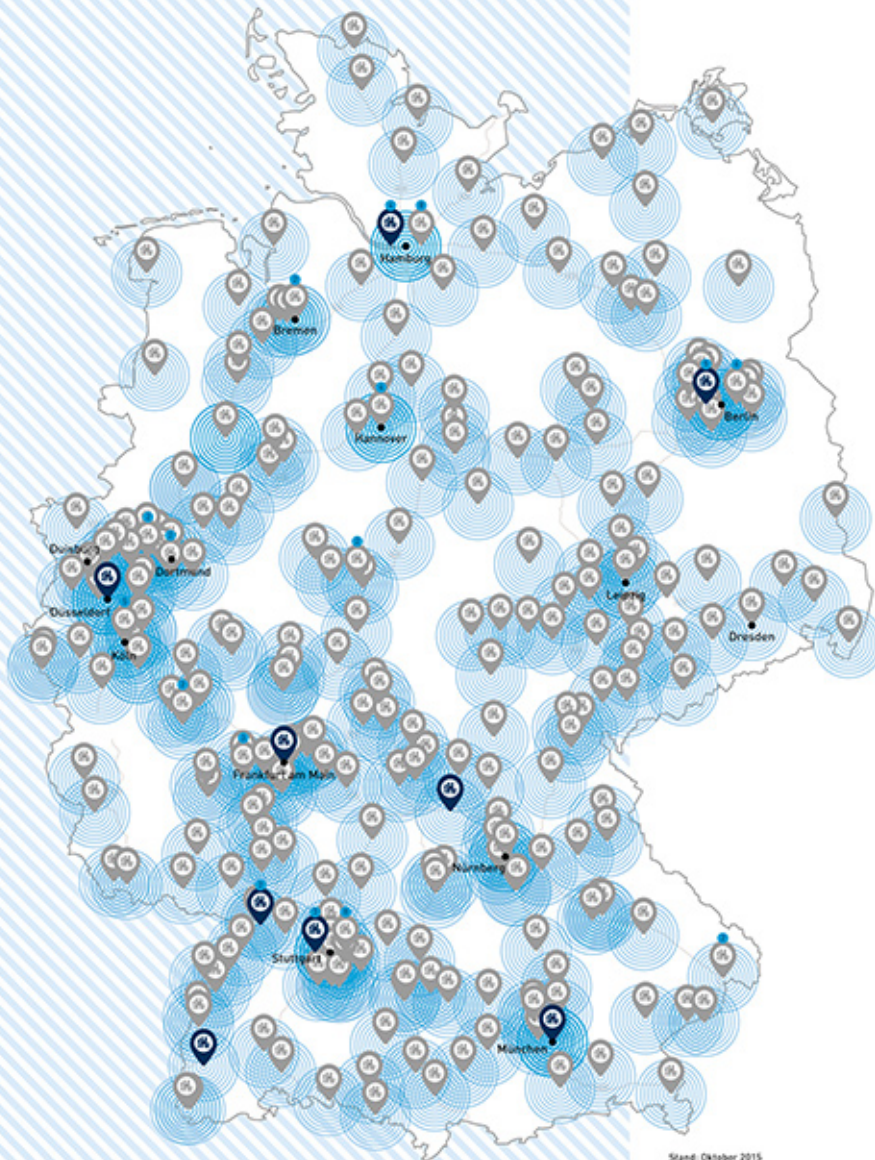 Hamburg
Bremen
Berlin
Hannover
Duisburg
Dortmund
Düsseldorf
Leipzig
Dresden
Köln
Frankfurt am Main
Nürnberg
Stuttgart
München
Stand: Oktober 2015